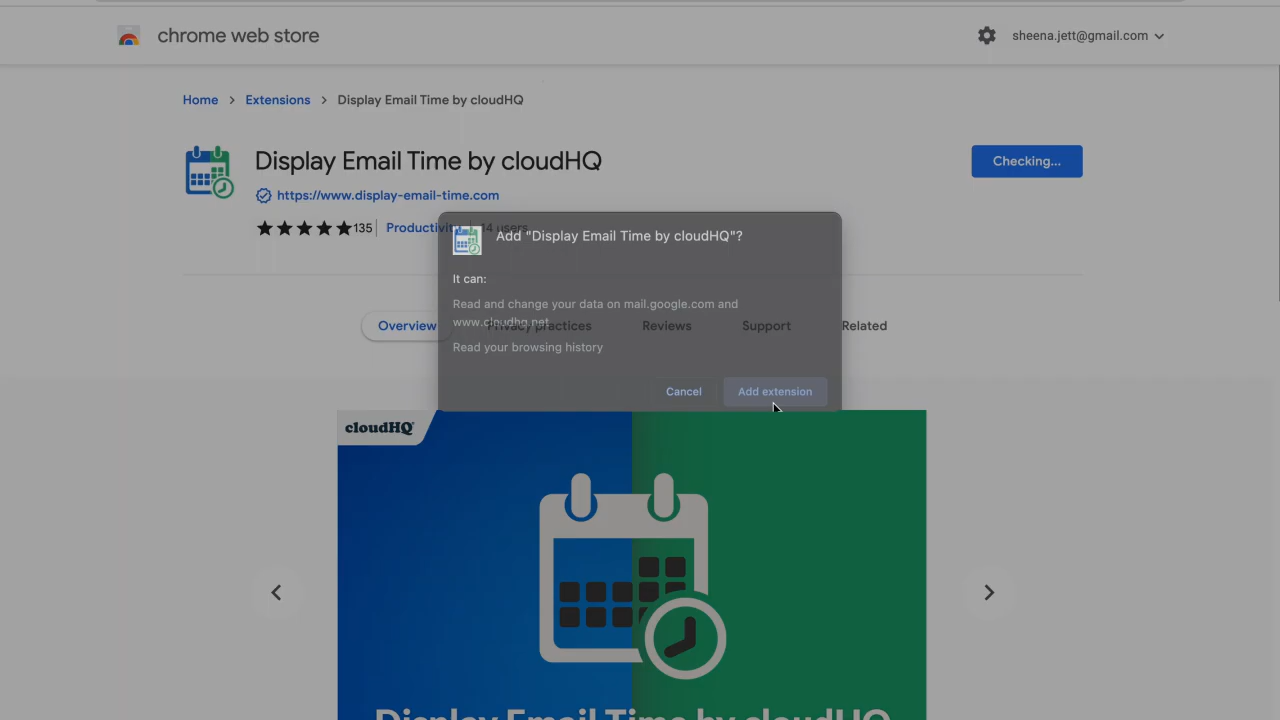 chrome web store
sheena.jett@gmail.com
Home > Extensions > Display Email Time by cloudHQ
Display Email Time by cloudHQ
Checking...
https://www.display-email-time.com
135 Productivity 14 users
Add "Display Email Time by cloudHQ"?
It can:
Read and change your data on mail.google.com and
www.cloudhq.net
Read your browsing history
Cancel
Add extension
Overview
Privacy practices
Reviews
Support
Related
cloudHQ
Display Email Time by cloudHQ